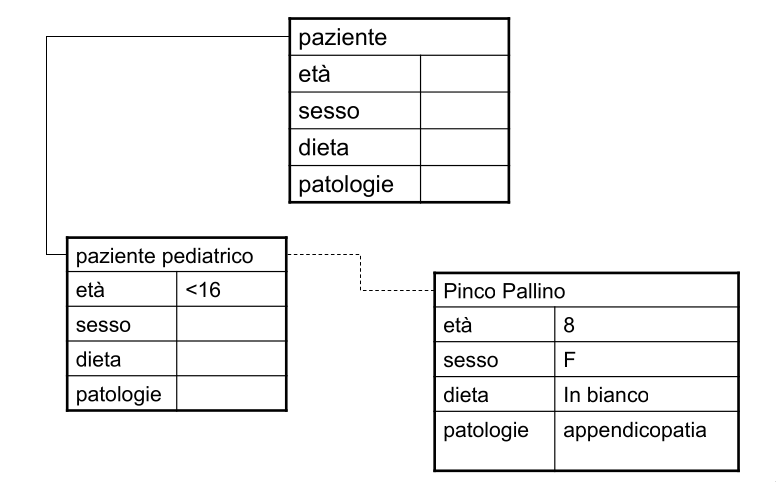 paziente
età
sesso
dieta
patologie
paziente pediatrico
età <16
sesso
dieta
patologie
Pinco Pallino
età 8
sesso F
dieta In bianco
patologie appendicopatia